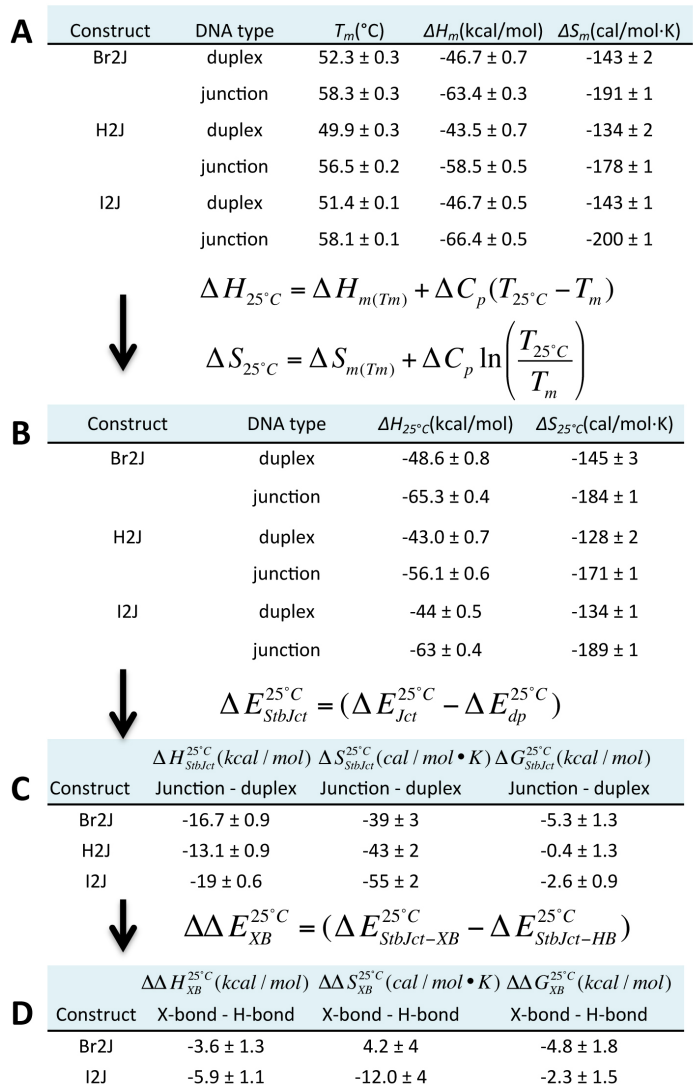 A
Construct DNA type Tm(°C) ΔHm(kcal/mol) ΔSm(cal/mol·K)
Br2J duplex 52.3 ± 0.3 -46.7 ± 0.7 -143 ± 2
junction 58.3 ± 0.3 -63.4 ± 0.3 -191 ± 1
H2J duplex 49.9 ± 0.3 -43.5 ± 0.7 -134 ± 2
junction 56.5 ± 0.2 -58.5 ± 0.5 -178 ± 1
I2J duplex 51.4 ± 0.1 -46.7 ± 0.5 -143 ± 1
junction 58.1 ± 0.1 -66.4 ± 0.5 -200 ± 1
ΔH25°C = ΔHm(Tm) + ΔCp(T25°C − Tm)
ΔS25°C = ΔSm(Tm) + ΔCp ln(T25°C / Tm)
B
Construct DNA type ΔH25°C(kcal/mol) ΔS25°C(cal/mol·K)
Br2J duplex -48.6 ± 0.8 -145 ± 3
junction -65.3 ± 0.4 -184 ± 1
H2J duplex -43.0 ± 0.7 -128 ± 2
junction -56.1 ± 0.6 -171 ± 1
I2J duplex -44 ± 0.5 -134 ± 1
junction -63 ± 0.4 -189 ± 1
ΔE25°C StbJct = (ΔE25°C Jct − ΔE25°C dp)
ΔH25°C StbJct (kcal / mol) ΔS25°C StbJct (cal / mol • K) ΔG25°C StbJct (kcal / mol)
C
Construct Junction - duplex Junction - duplex Junction - duplex
Br2J -16.7 ± 0.9 -39 ± 3 -5.3 ± 1.3
H2J -13.1 ± 0.9 -43 ± 2 -0.4 ± 1.3
I2J -19 ± 0.6 -55 ± 2 -2.6 ± 0.9
ΔΔE25°C XB = (ΔE25°C StbJct−XB − ΔE25°C StbJct−HB)
ΔΔH25°C XB (kcal / mol) ΔΔS25°C XB (cal / mol • K) ΔΔG25°C XB (kcal / mol)
D
Construct X-bond - H-bond X-bond - H-bond X-bond - H-bond
Br2J -3.6 ± 1.3 4.2 ± 4 -4.8 ± 1.8
I2J -5.9 ± 1.1 -12.0 ± 4 -2.3 ± 1.5